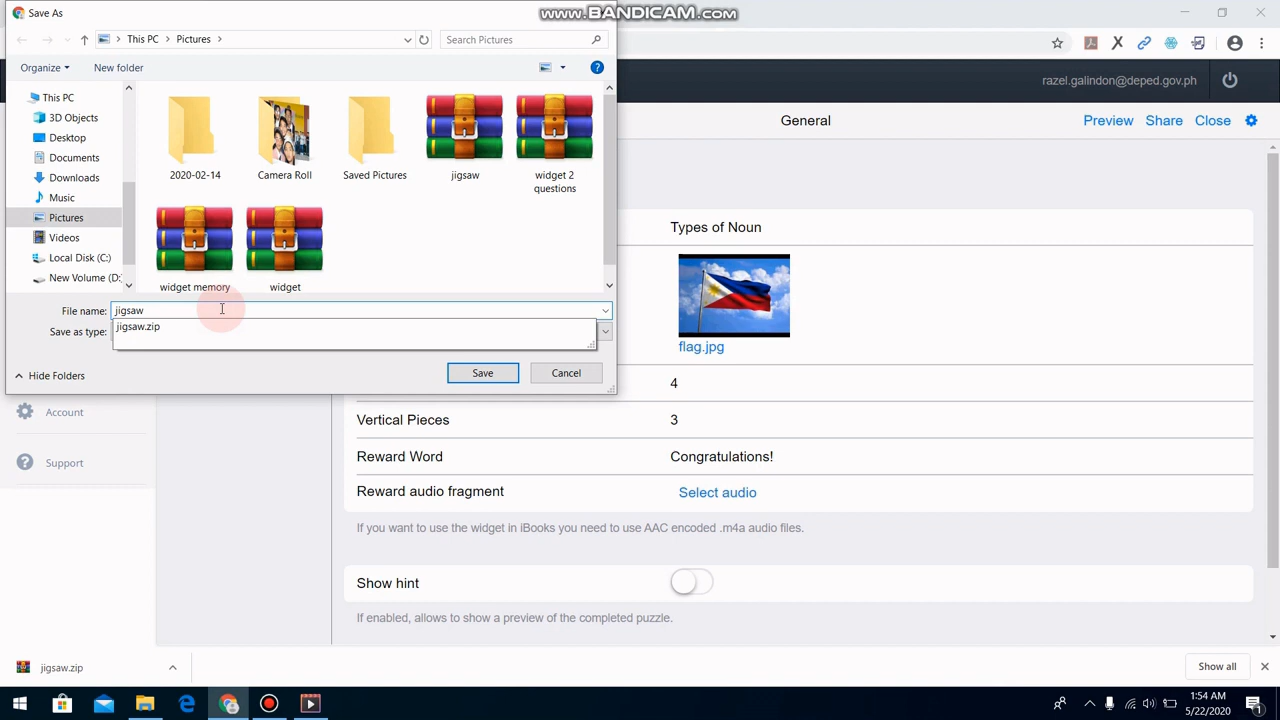 Save As
www.BANDICAM.com
This PC
Pictures
Search Pictures
Organize
New folder
This PC
3D Objects
Desktop
Documents
Downloads
Music
Pictures
Videos
Local Disk (C:)
New Volume (D:
2020-02-14
Camera Roll
Saved Pictures
jigsaw
widget 2
questions
widget memory
widget
File name:
jigsaw
jigsaw.zip
Save as type:
Hide Folders
Save
Cancel
razel.galindon@deped.gov.ph
General
Preview
Share
Close
Types of Noun
flag.jpg
4
Vertical Pieces
3
Reward Word
Congratulations!
Reward audio fragment
Select audio
If you want to use the widget in iBooks you need to use AAC encoded .m4a audio files.
Show hint
If enabled, allows to show a preview of the completed puzzle.
Account
Support
jigsaw.zip
Show all
1:54 AM
5/22/2020
1